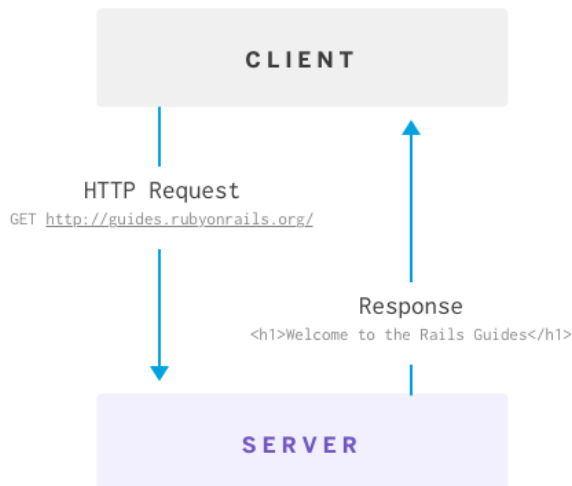 CLIENT
HTTP Request
GET http://guides.rubyonrails.org/
Response
<h1>Welcome to the Rails Guides</h1>
SERVER